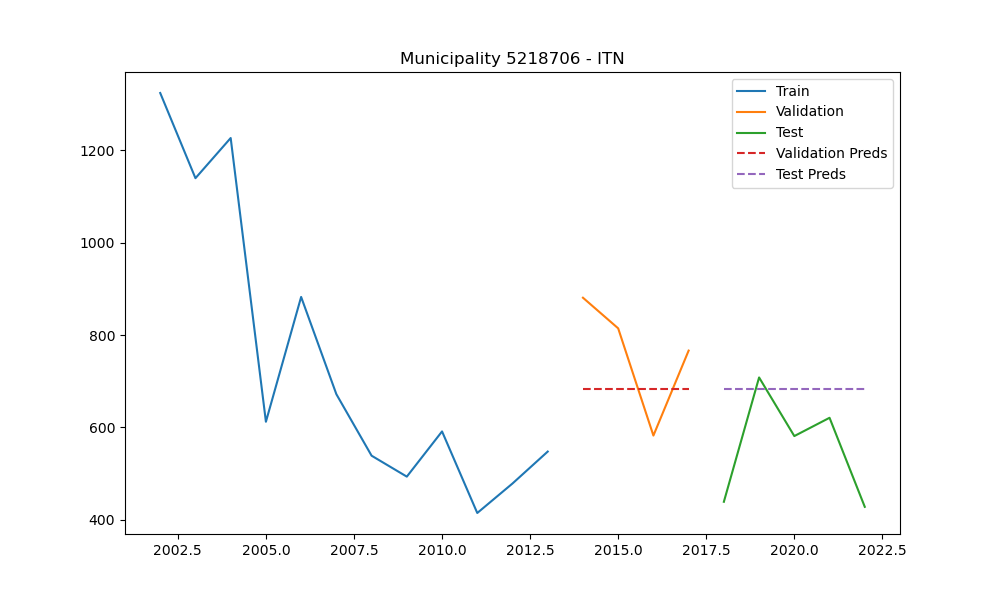 Municipality 5218706 - ITN
Train
Validation
Test
Validation Preds
Test Preds
1200
1000
800
600
400
2002.5 2005.0 2007.5 2010.0 2012.5 2015.0 2017.5 2020.0 2022.5